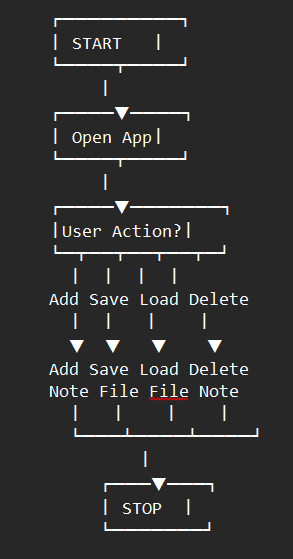 START
Open App
User Action?
Add Save Load Delete
Add Save Load Delete
Note File File Note
STOP